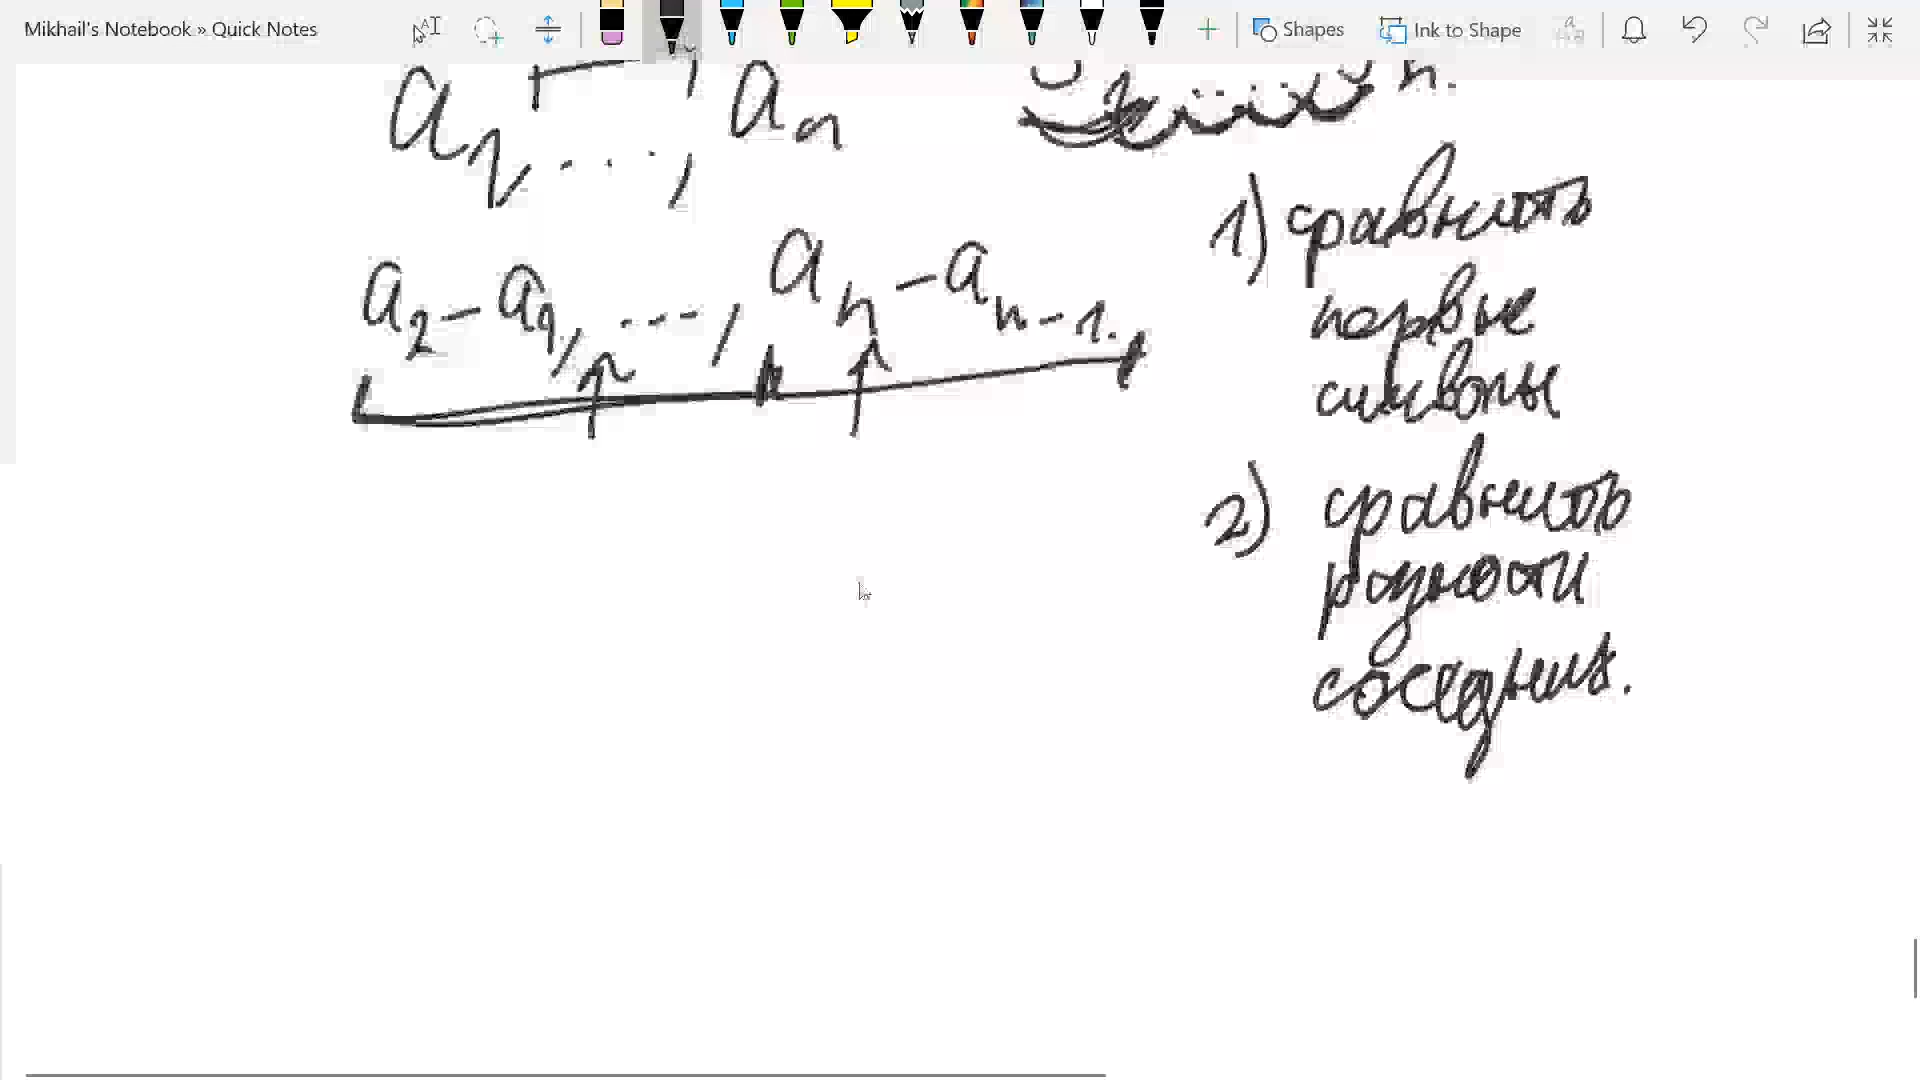 Mikhail's Notebook » Quick Notes
Shapes
Ink to Shape
a₁, ..., aₙ
n.
a₂ - a₁, ..., aₙ - aₙ₋₁.
1) сравнить
первые
символы
2) сравнить
разности
соседних.